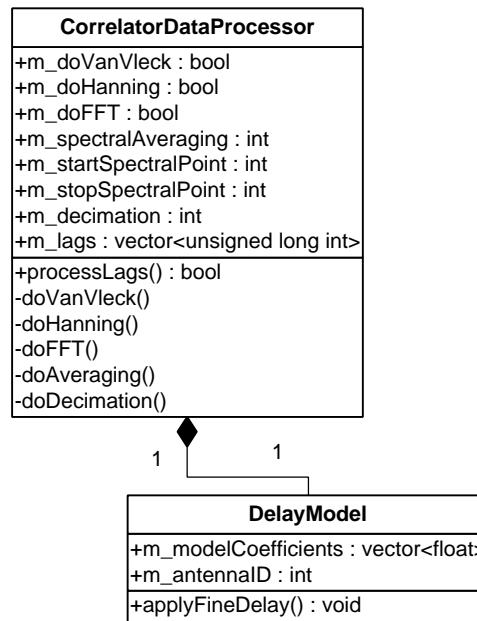 CorrelatorDataProcessor
+m_doVanVleck : bool
+m_doHanning : bool
+m_doFFT : bool
+m_spectralAveraging : int
+m_startSpectralPoint : int
+m_stopSpectralPoint : int
+m_decimation : int
+m_lags : vector<unsigned long int>
+processLags() : bool
-doVanVleck()
-doHanning()
-doFFT()
-doAveraging()
-doDecimation()
1
1
DelayModel
+m_modelCoefficients : vector<float>
+m_antennaID : int
+applyFineDelay() : void